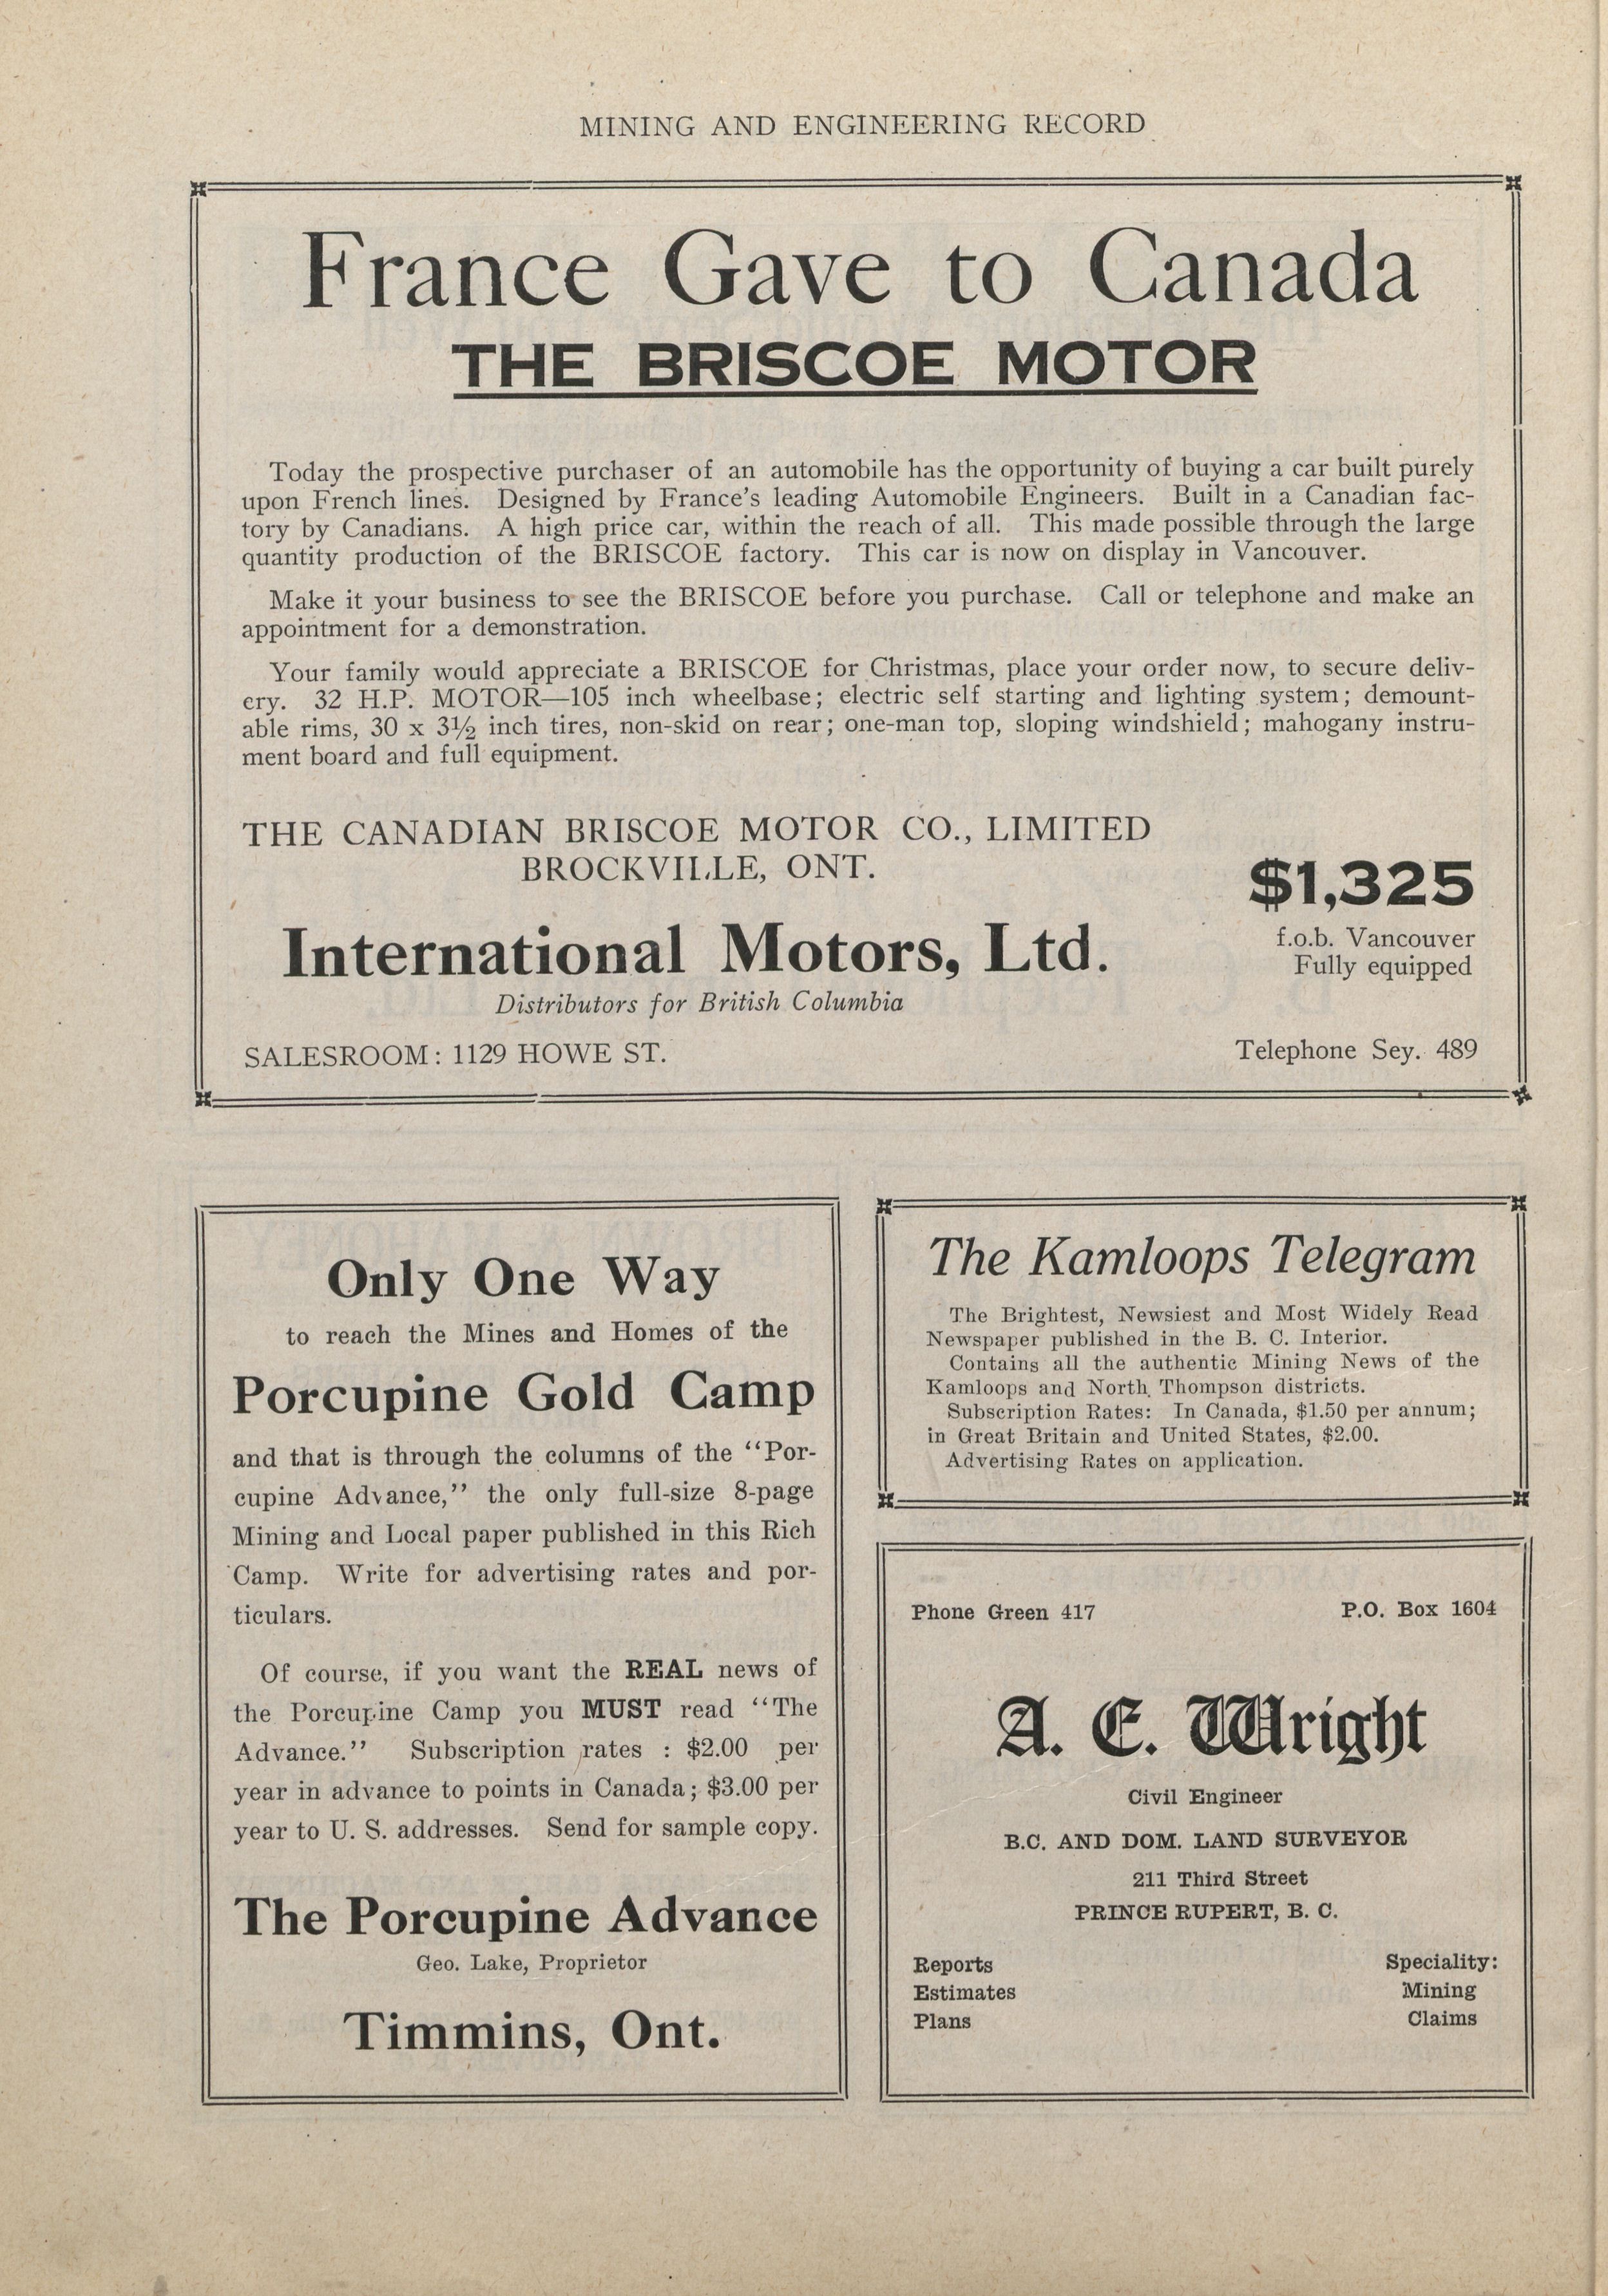 MINING AND ENGINEERING RECORD
France Gave to Canada
THE BRISCOE MOTOR
Today the prospective purchaser of an automobile has the opportunity of buying a car built purely
upon French lines. Designed by France's leading Automobile Engineers. Built in a Canadian fac-
tory by Canadians. A high price car, within the reach of all. This made possible through the large
quantity production of the BRISCOE factory. This car is now on display in Vancouver.
Make it your business to see the BRISCOE before you purchase. Call or telephone and make an
appointment for a demonstration.
Your family would appreciate a BRISCOE for Christmas, place your order now, to secure deliv-
ery. 32 H.P. MOTOR—105 inch wheelbase; electric self starting and lighting system; demount-
able rims, 30 x 3½ inch tires, non-skid on rear; one-man top, sloping windshield; mahogany instru-
ment board and full equipment.
THE CANADIAN BRISCOE MOTOR CO., LIMITED
BROCKVILLE, ONT.
$1,325
f.o.b. Vancouver
Fully equipped
International Motors, Ltd.
Distributors for British Columbia
SALESROOM: 1129 HOWE ST.
Telephone Sey. 489
Only One Way
to reach the Mines and Homes of the
Porcupine Gold Camp
and that is through the columns of the "Por-
cupine Advance," the only full-size 8-page
Mining and Local paper published in this Rich
Camp. Write for advertising rates and por-
ticulars.
Of course, if you want the REAL news of
the Porcupine Camp you MUST read "The
Advance." Subscription rates : $2.00 per
year in advance to points in Canada; $3.00 per
year to U. S. addresses. Send for sample copy.
The Porcupine Advance
Geo. Lake, Proprietor
Timmins, Ont.
The Kamloops Telegram
The Brightest, Newsiest and Most Widely Read
Newspaper published in the B. C. Interior.
Contains all the authentic Mining News of the
Kamloops and North Thompson districts.
Subscription Rates: In Canada, $1.50 per annum;
in Great Britain and United States, $2.00.
Advertising Rates on application.
Phone Green 417
P.O. Box 1604
A. E. Wright
Civil Engineer
B.C. AND DOM. LAND SURVEYOR
211 Third Street
PRINCE RUPERT, B. C.
Reports
Estimates
Plans
Speciality:
Mining
Claims